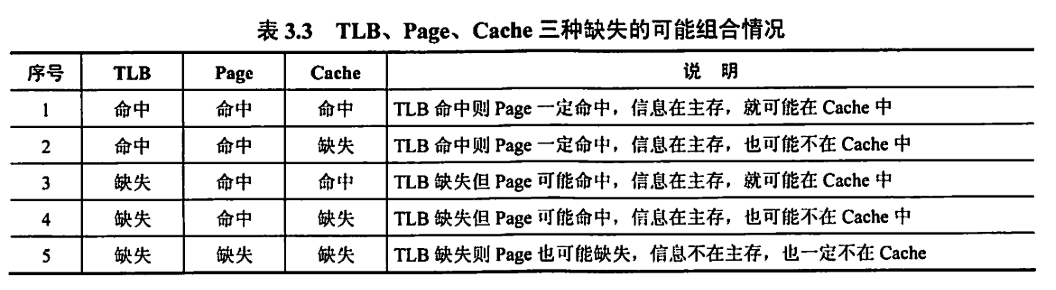 表 3.3 TLB、Page、Cache 三种缺失的可能组合情况
序号 TLB Page Cache 说 明
1 命中 命中 命中 TLB 命中则 Page 一定命中，信息在主存，就可能在 Cache 中
2 命中 命中 缺失 TLB 命中则 Page 一定命中，信息在主存，也可能不在 Cache 中
3 缺失 命中 命中 TLB 缺失但 Page 可能命中，信息在主存，就可能在 Cache 中
4 缺失 命中 缺失 TLB 缺失但 Page 可能命中，信息在主存，也可能不在 Cache 中
5 缺失 缺失 缺失 TLB 缺失则 Page 也可能缺失，信息不在主存，也一定不在 Cache